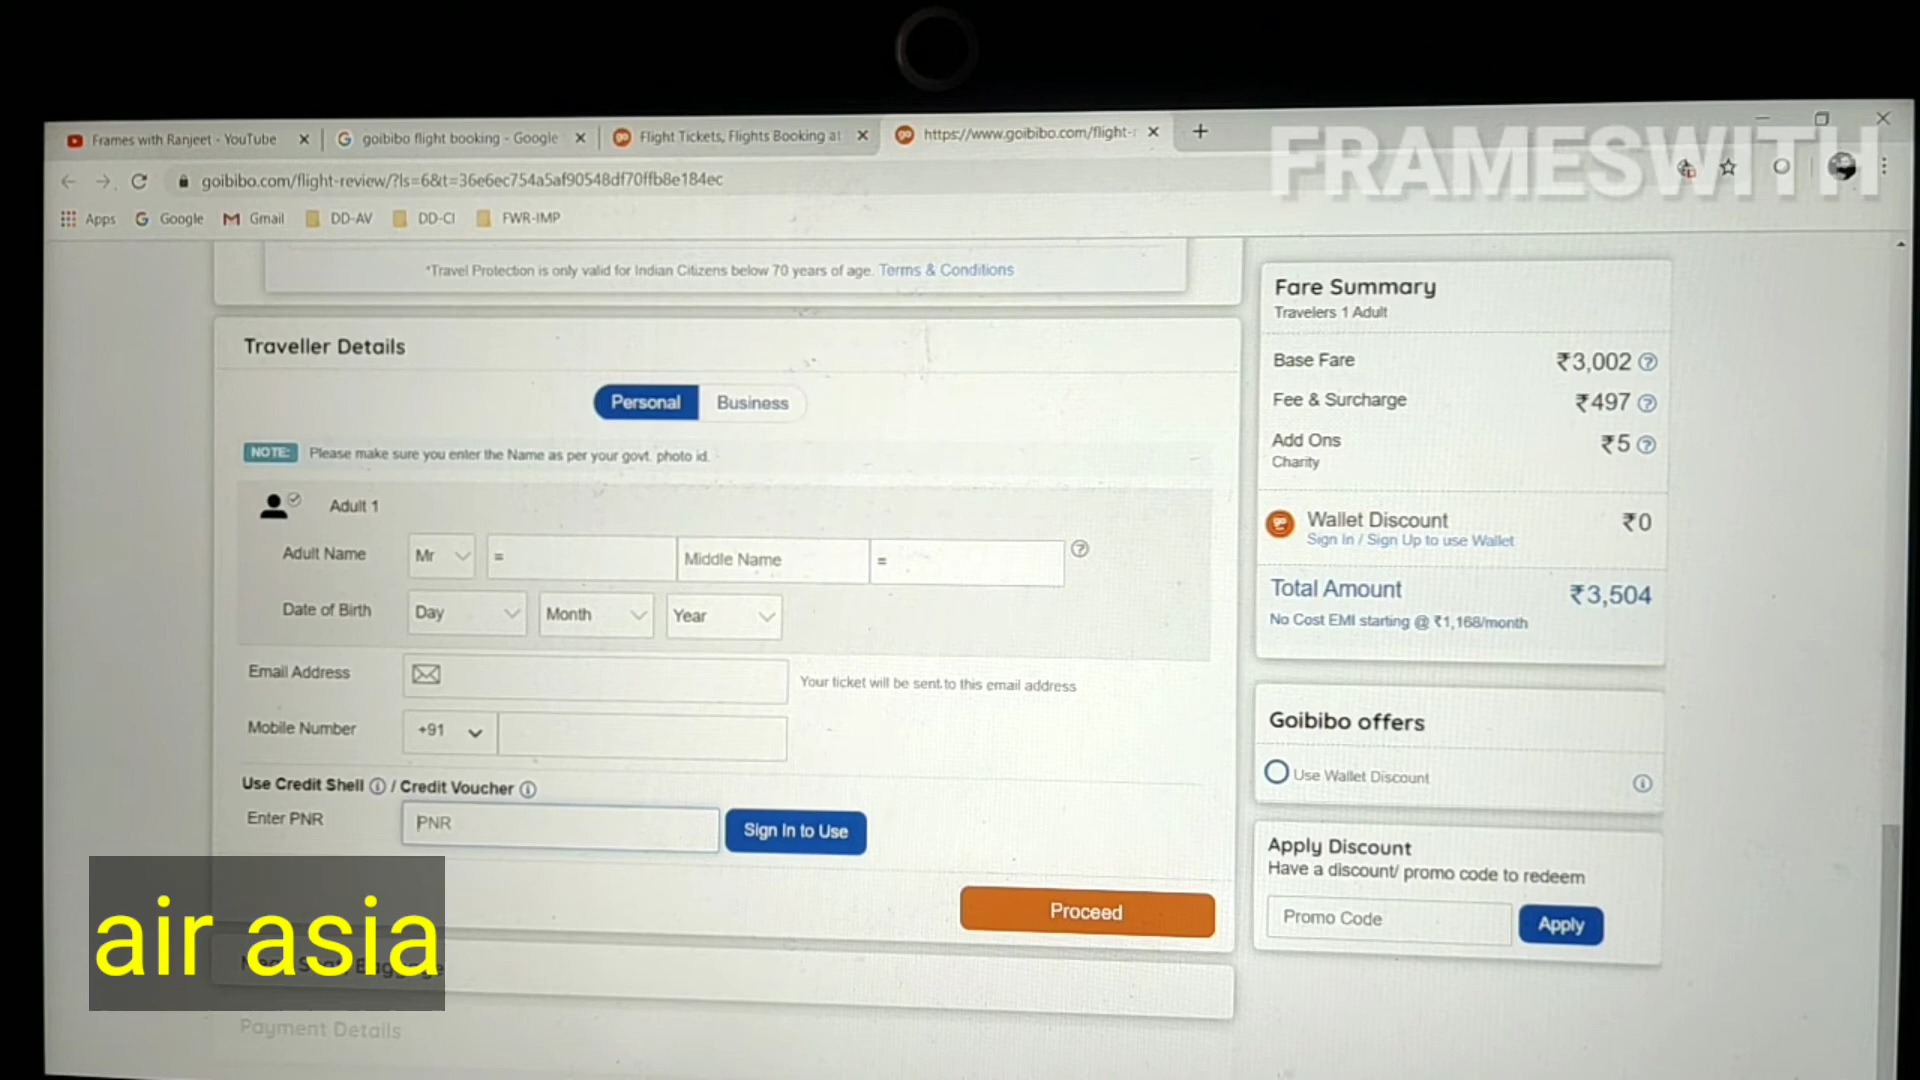 Frames with Ranjeet - YouTube
goibibo flight booking - Google
Flight Tickets, Flights Booking at
https://www.goibibo.com/flight-r
FRAMESWITH
goibibo.com/flight-review/?ls=6&t=36e6ec754a5af90548df70ffb8e184ec
Apps
Google
Gmail
DD-AV
DD-CI
FWR-IMP
*Travel Protection is only valid for Indian Citizens below 70 years of age. Terms & Conditions
Traveller Details
Personal
Business
NOTE: Please make sure you enter the Name as per your govt. photo id.
Adult 1
Adult Name
Mr
=
Middle Name
=
Date of Birth
Day
Month
Year
Email Address
Your ticket will be sent to this email address
Mobile Number
+91
Use Credit Shell / Credit Voucher
Enter PNR
PNR
Sign In to Use
Proceed
air asia
Payment Details
Fare Summary
Travelers 1 Adult
Base Fare ₹3,002
Fee & Surcharge ₹497
Add Ons ₹5
Charity
go
Wallet Discount ₹0
Sign In / Sign Up to use Wallet
Total Amount ₹3,504
No Cost EMI starting @ ₹1,168/month
Goibibo offers
Use Wallet Discount
Apply Discount
Have a discount/ promo code to redeem
Promo Code
Apply